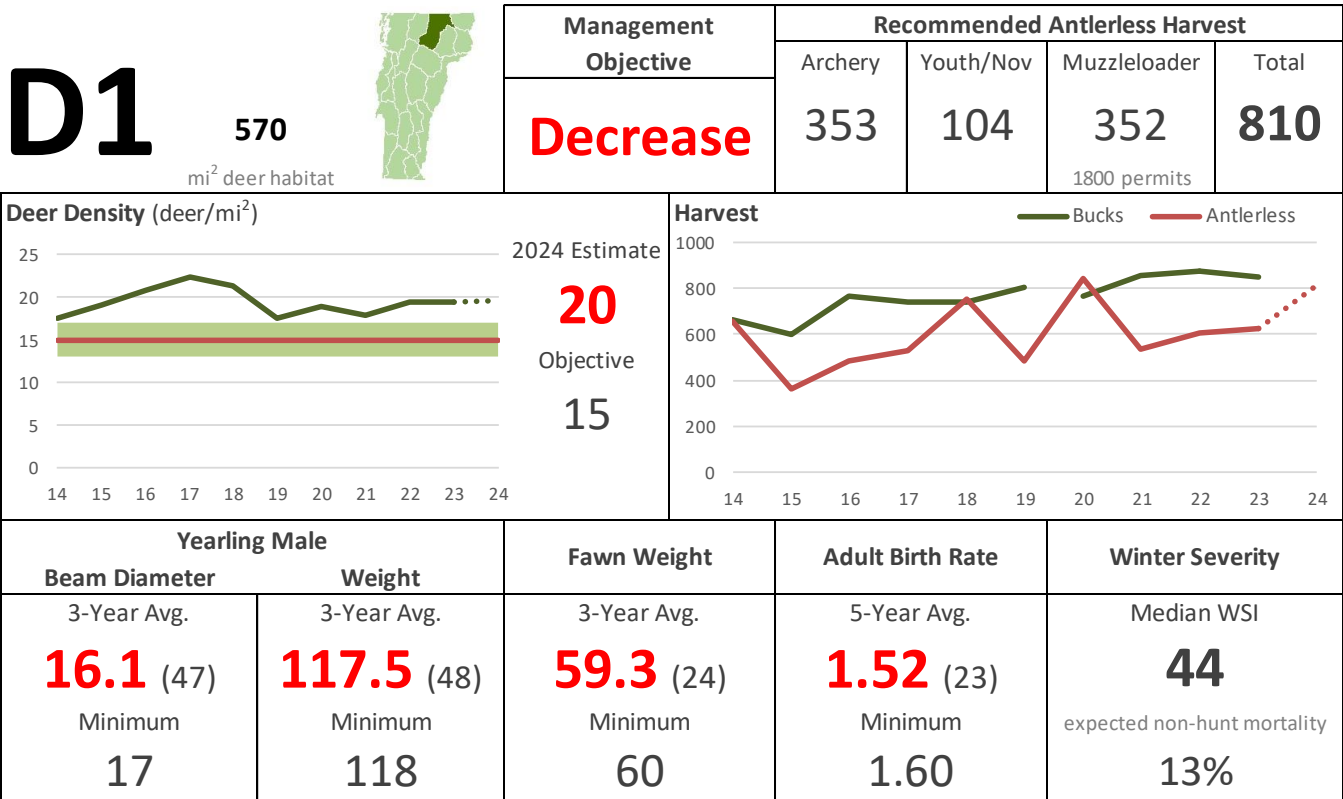 D1
570
mi² deer habitat
Management
Objective
Decrease
Recommended Antlerless Harvest
Archery Youth/Nov Muzzleloader Total
353 104 352 810
1800 permits
Deer Density (deer/mi²)
25
20
15
10
5
0
14 15 16 17 18 19 20 21 22 23 24
2024 Estimate
20
Objective
15
Harvest
Bucks Antlerless
1000
800
600
400
200
0
14 15 16 17 18 19 20 21 22 23 24
Yearling Male
Beam Diameter Weight
Fawn Weight
Adult Birth Rate
Winter Severity
3-Year Avg. 3-Year Avg. 3-Year Avg. 5-Year Avg. Median WSI
16.1 (47) 117.5 (48) 59.3 (24) 1.52 (23) 44
Minimum Minimum Minimum Minimum expected non-hunt mortality
17 118 60 1.60 13%